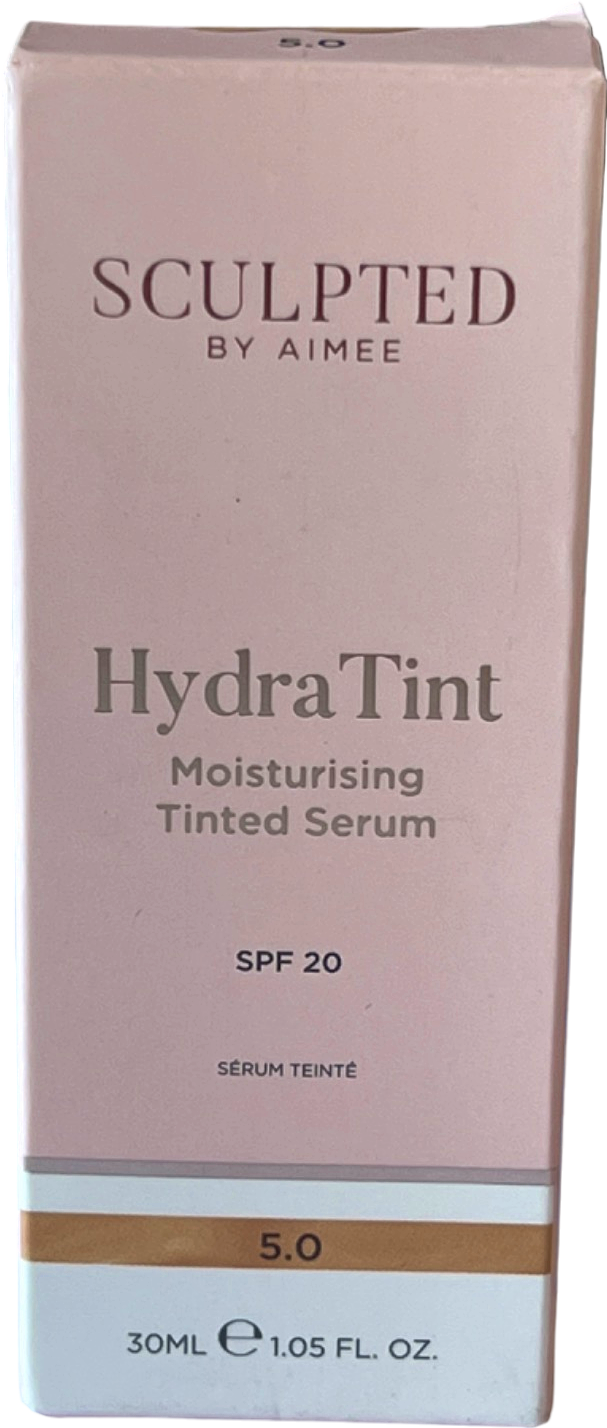 5.0
SCULPTED
BY AIMEE
HydraTint
Moisturising
Tinted Serum
SPF 20
SÉRUM TEINTÉ
5.0
30ML ℮ 1.05 FL. OZ.